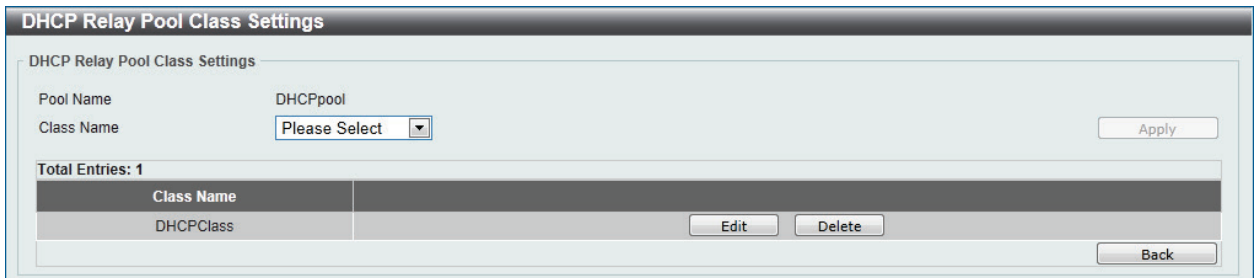 DHCP Relay Pool Class Settings
DHCP Relay Pool Class Settings
Pool Name DHCPpool
Class Name Please Select Apply
Total Entries: 1
Class Name
DHCPClass Edit Delete
Back